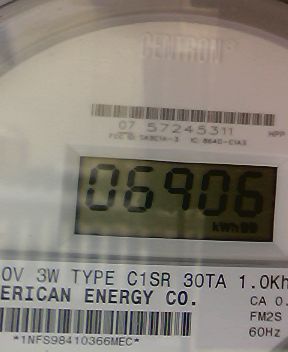 CENTRON®
07 57245311
HPP
06906
kWh
0V 3W TYPE C1SR 30TA 1.0Kh
ERICAN ENERGY CO.
CA 0.
FM2S
60Hz
*1NFS98410366MEC*